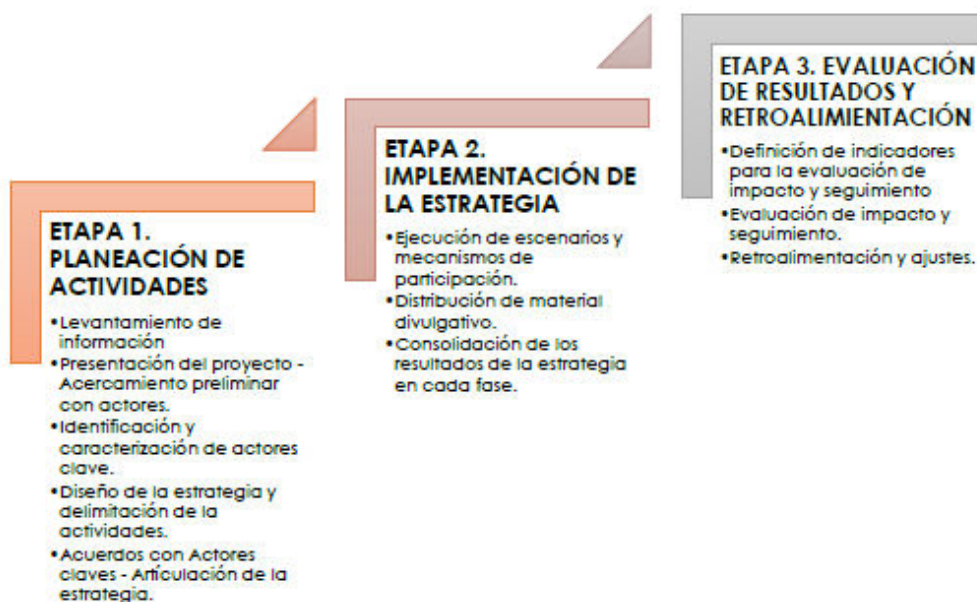 ETAPA 1.
PLANEACIÓN DE
ACTIVIDADES
•Levantamiento de
información
•Presentación del proyecto -
Acercamiento preliminar
con actores.
•Identificación y
caracterización de actores
clave.
•Diseño de la estrategia y
delimitación de la
actividades.
•Acuerdos con Actores
claves - Articulación de la
estrategia.
ETAPA 2.
IMPLEMENTACIÓN DE
LA ESTRATEGIA
•Ejecución de escenarios y
mecanismos de
participación.
•Distribución de material
divulgativo.
•Consolidación de los
resultados de la estrategia
en cada fase.
ETAPA 3. EVALUACIÓN
DE RESULTADOS Y
RETROALIMIENTACIÓN
•Definición de indicadores
para la evaluación de
impacto y seguimiento
•Evaluación de impacto y
seguimiento.
•Retroalimentación y ajustes.